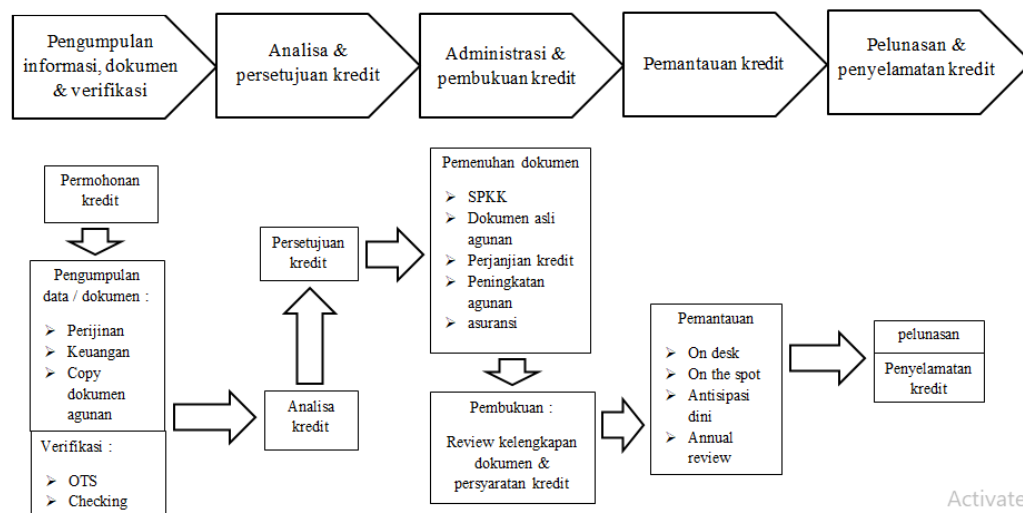 Pengumpulan
informasi, dokumen
& verifikasi
Analisa &
persetujuan kredit
Administrasi &
pembukuan kredit
Pemantauan kredit
Pelunasan &
penyelamatan kredit
Permohonan
kredit
Pengumpulan
data / dokumen :
Perijinan
Keuangan
Copy
dokumen
agunan
Verifikasi :
OTS
Checking
Analisa
kredit
Persetujuan
kredit
Pemenuhan dokumen
SPKK
Dokumen asli
agunan
Perjanjian kredit
Peningkatan
agunan
asuransi
Pembukuan :
Review kelengkapan
dokumen &
persyaratan kredit
Pemantauan
On desk
On the spot
Antisipasi
dini
Annual
review
pelunasan
Penyelamatan
kredit
Activate